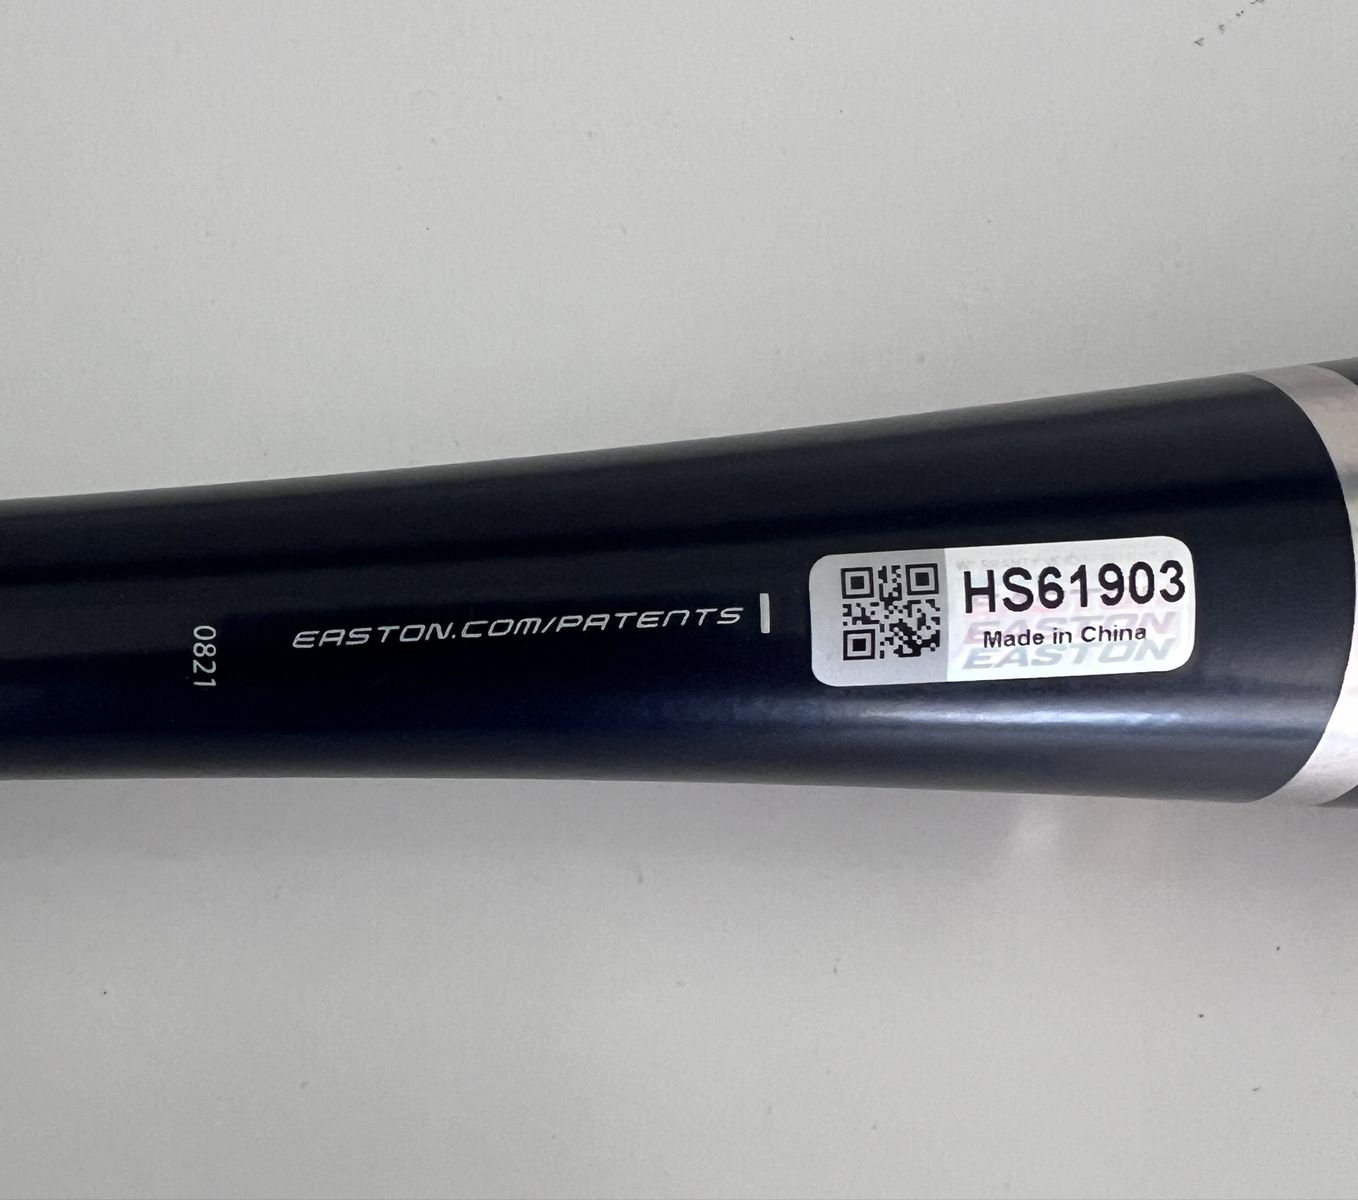 0821
EASTON.COM/PATENTS
HS61903
Made in China
EASTON
EASTON